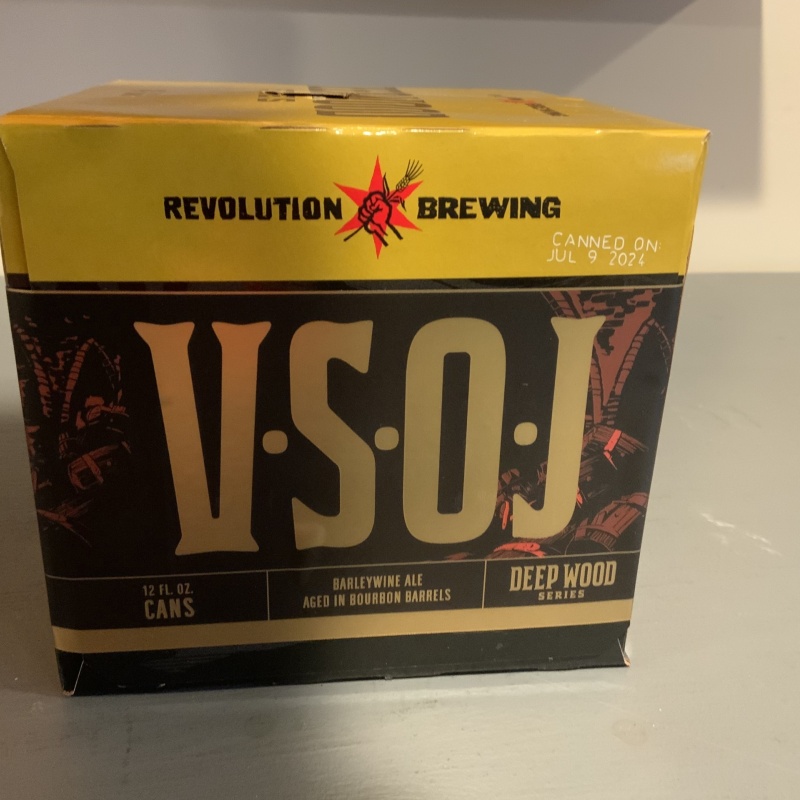 REVOLUTION BREWING
CANNED ON:
JUL 9 2024
V·S·O·J
12 FL. OZ.
CANS
BARLEYWINE ALE
AGED IN BOURBON BARRELS
DEEP WOOD
SERIES